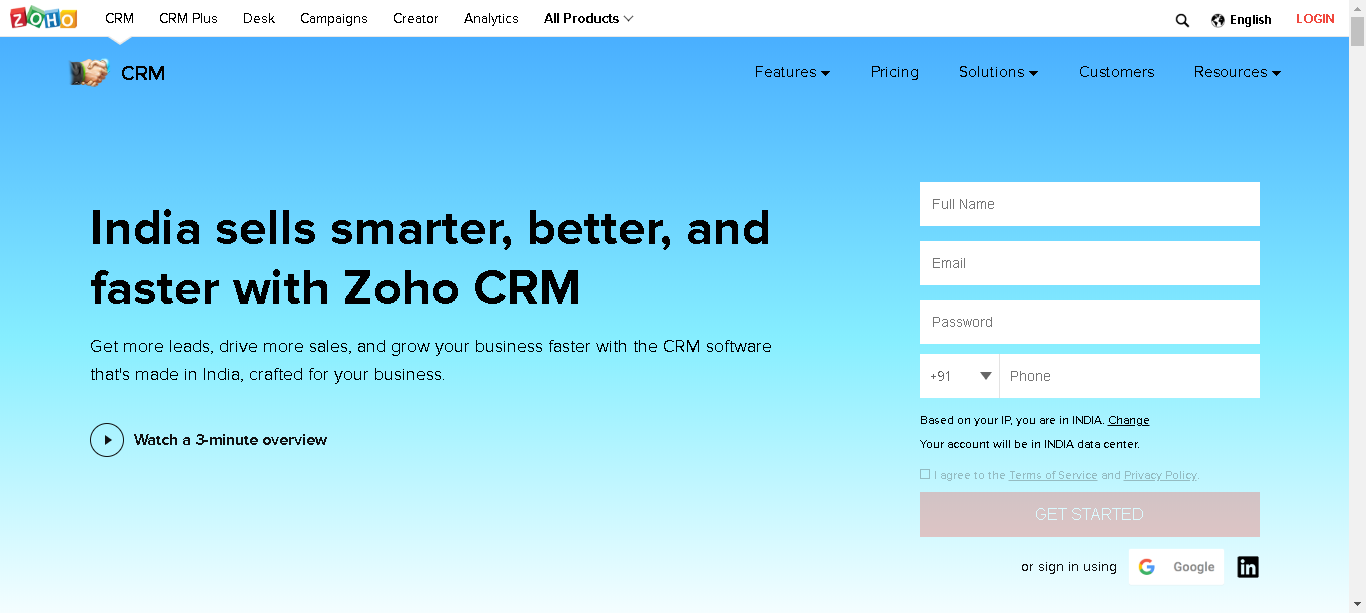 ZOHO CRM CRM Plus Desk Campaigns Creator Analytics All Products English LOGIN
CRM Features Pricing Solutions Customers Resources
India sells smarter, better, and
faster with Zoho CRM
Get more leads, drive more sales, and grow your business faster with the CRM software
that's made in India, crafted for your business.
Watch a 3-minute overview
Full Name
Email
Password
+91 Phone
Based on your IP, you are in INDIA. Change
Your account will be in INDIA data center.
I agree to the Terms of Service and Privacy Policy.
GET STARTED
or sign in using G Google in